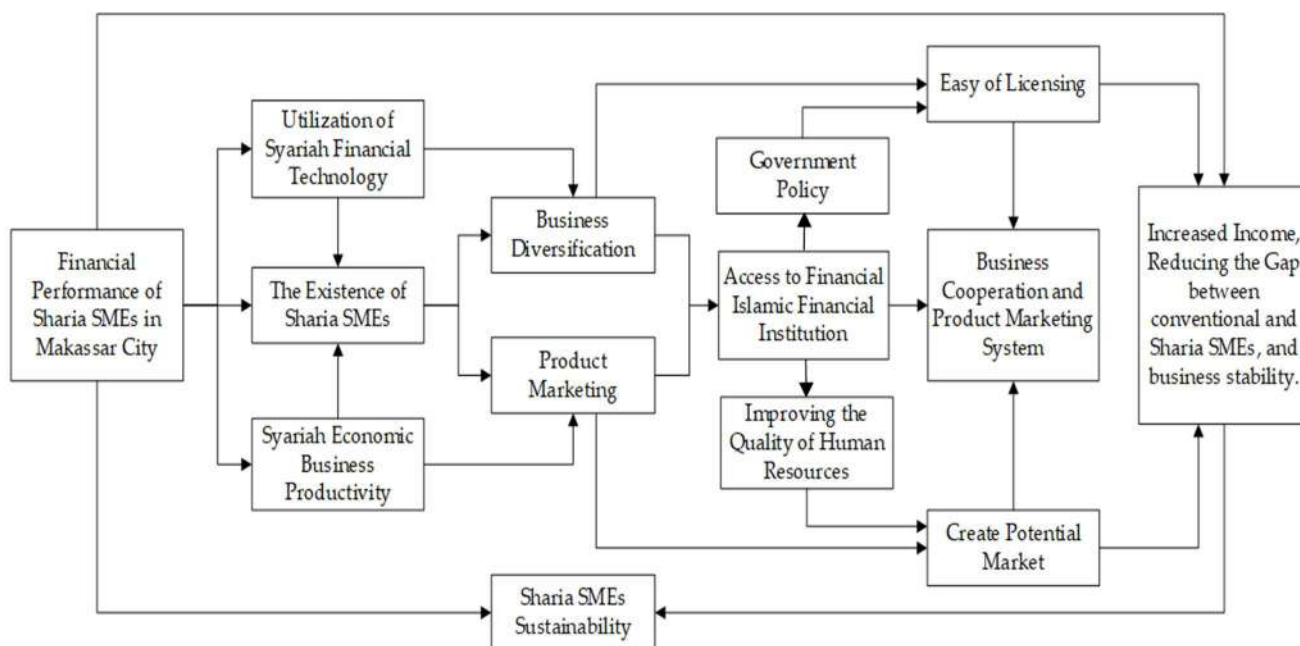 Financial
Performance of
Sharia SMEs in
Makassar City
Utilization of
Syariah Financial
Technology
The Existence of
Sharia SMEs
Syariah Economic
Business
Productivity
Business
Diversification
Product
Marketing
Sharia SMEs
Sustainability
Government
Policy
Access to Financial
Islamic Financial
Institution
Improving the
Quality of Human
Resources
Easy of Licensing
Business
Cooperation and
Product Marketing
System
Create Potential
Market
Increased Income,
Reducing the Gap
between
conventional and
Sharia SMEs, and
business stability.